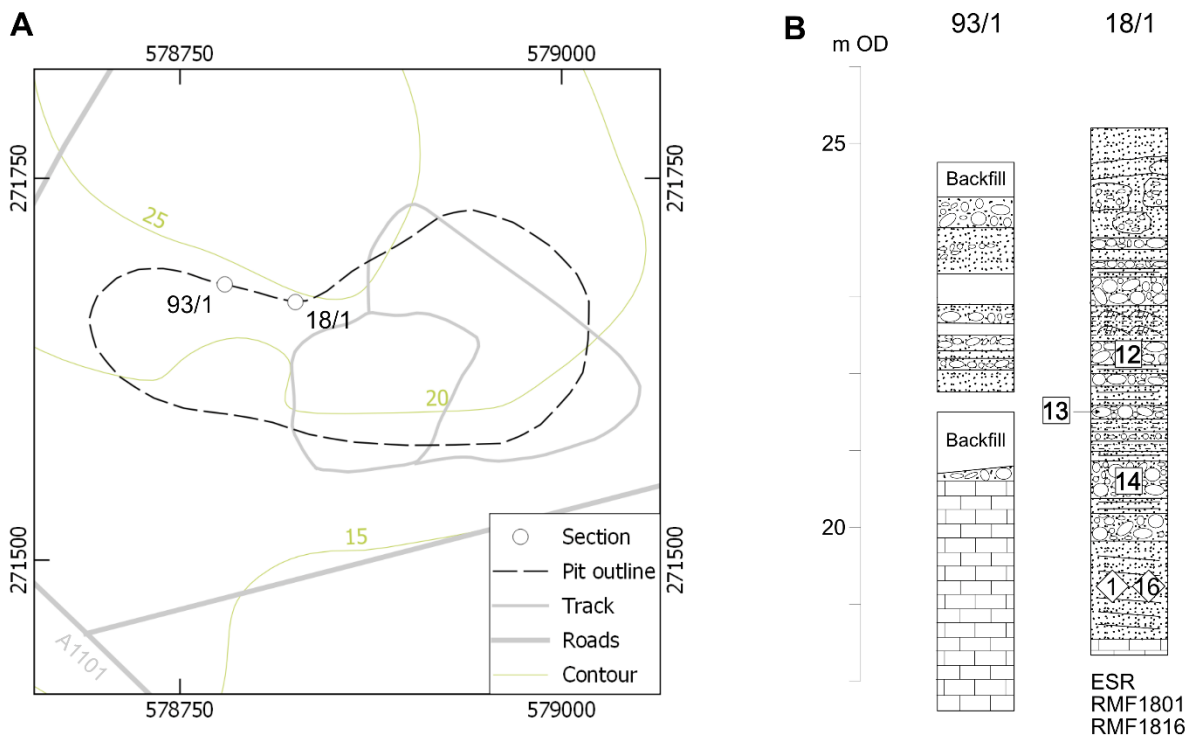 A
578750
579000
271750
271750
25
93/1
18/1
20
271500
271500
15
A1101
Section
Pit outline
Track
Roads
Contour
578750
579000
B
93/1
18/1
m OD
25
Backfill
12
13
Backfill
14
20
1
16
ESR
RMF1801
RMF1816